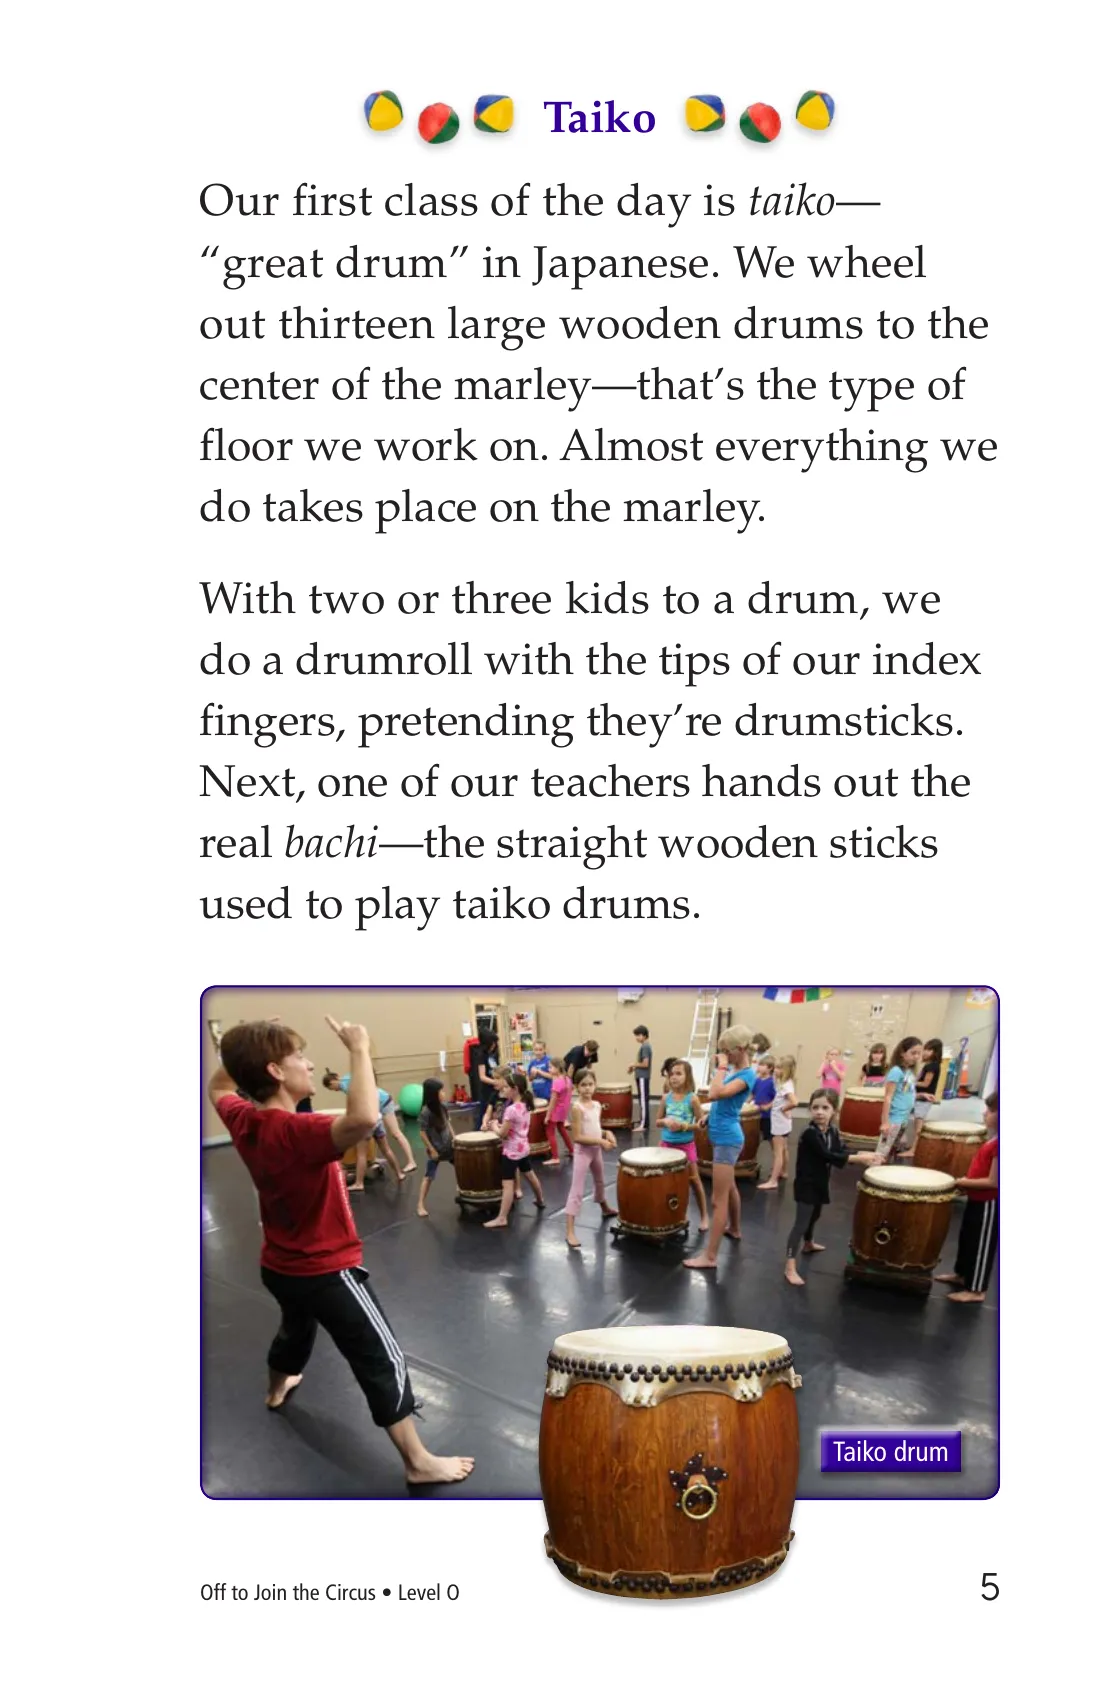 Taiko
Our first class of the day is taiko—
“great drum” in Japanese. We wheel
out thirteen large wooden drums to the
center of the marley—that’s the type of
floor we work on. Almost everything we
do takes place on the marley.
With two or three kids to a drum, we
do a drumroll with the tips of our index
fingers, pretending they’re drumsticks.
Next, one of our teachers hands out the
real bachi—the straight wooden sticks
used to play taiko drums.
Taiko drum
Off to Join the Circus • Level O
5